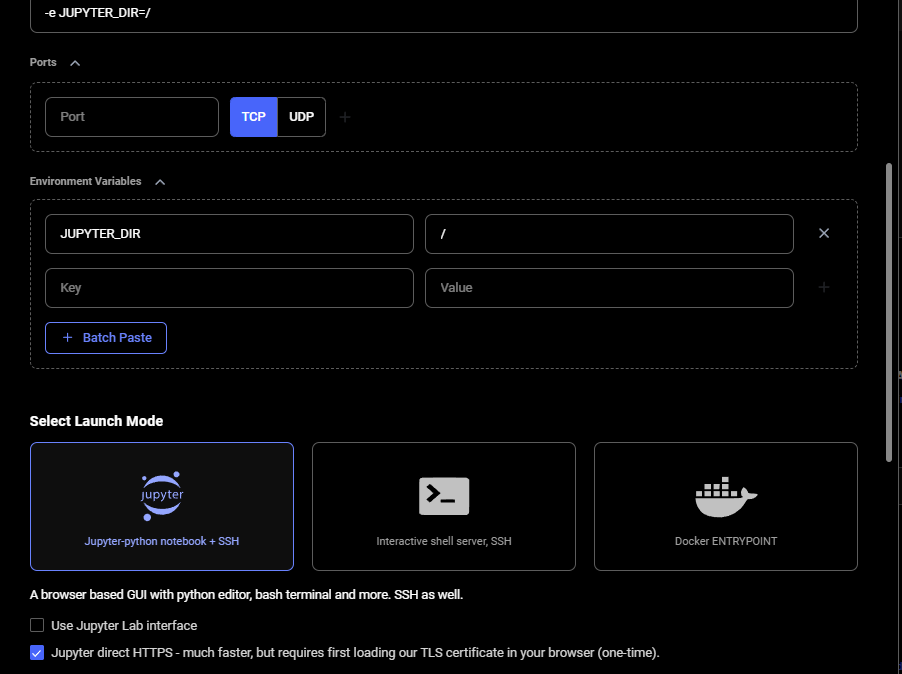 -e JUPYTER_DIR=/
Ports
Port
TCP
UDP
Environment Variables
JUPYTER_DIR
/
Key
Value
Batch Paste
Select Launch Mode
jupyter
Jupyter-python notebook + SSH
Interactive shell server, SSH
Docker ENTRYPOINT
A browser based GUI with python editor, bash terminal and more. SSH as well.
Use Jupyter Lab interface
Jupyter direct HTTPS - much faster, but requires first loading our TLS certificate in your browser (one-time).